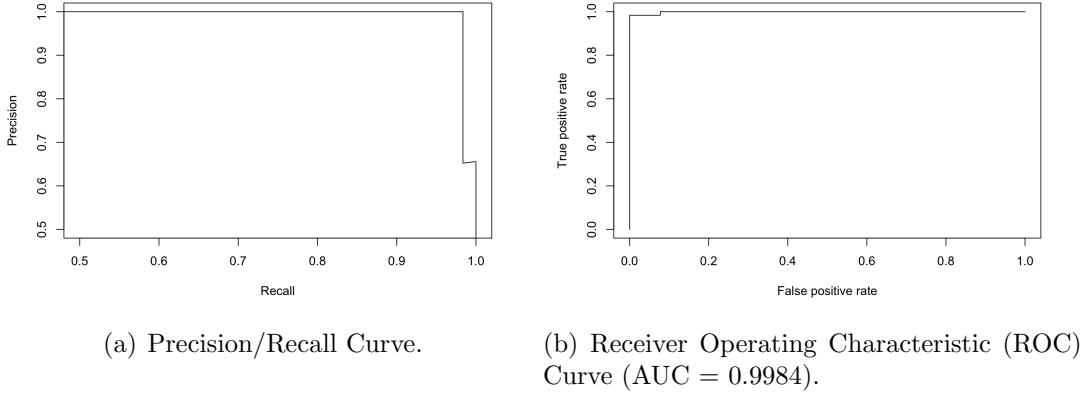 1.0
0.9
0.8
0.7
0.6
0.5
Precision
0.5 0.6 0.7 0.8 0.9 1.0
Recall
(a) Precision/Recall Curve.
1.0
0.8
0.6
0.4
0.2
0.0
True positive rate
0.0 0.2 0.4 0.6 0.8 1.0
False positive rate
(b) Receiver Operating Characteristic (ROC)
Curve (AUC = 0.9984).